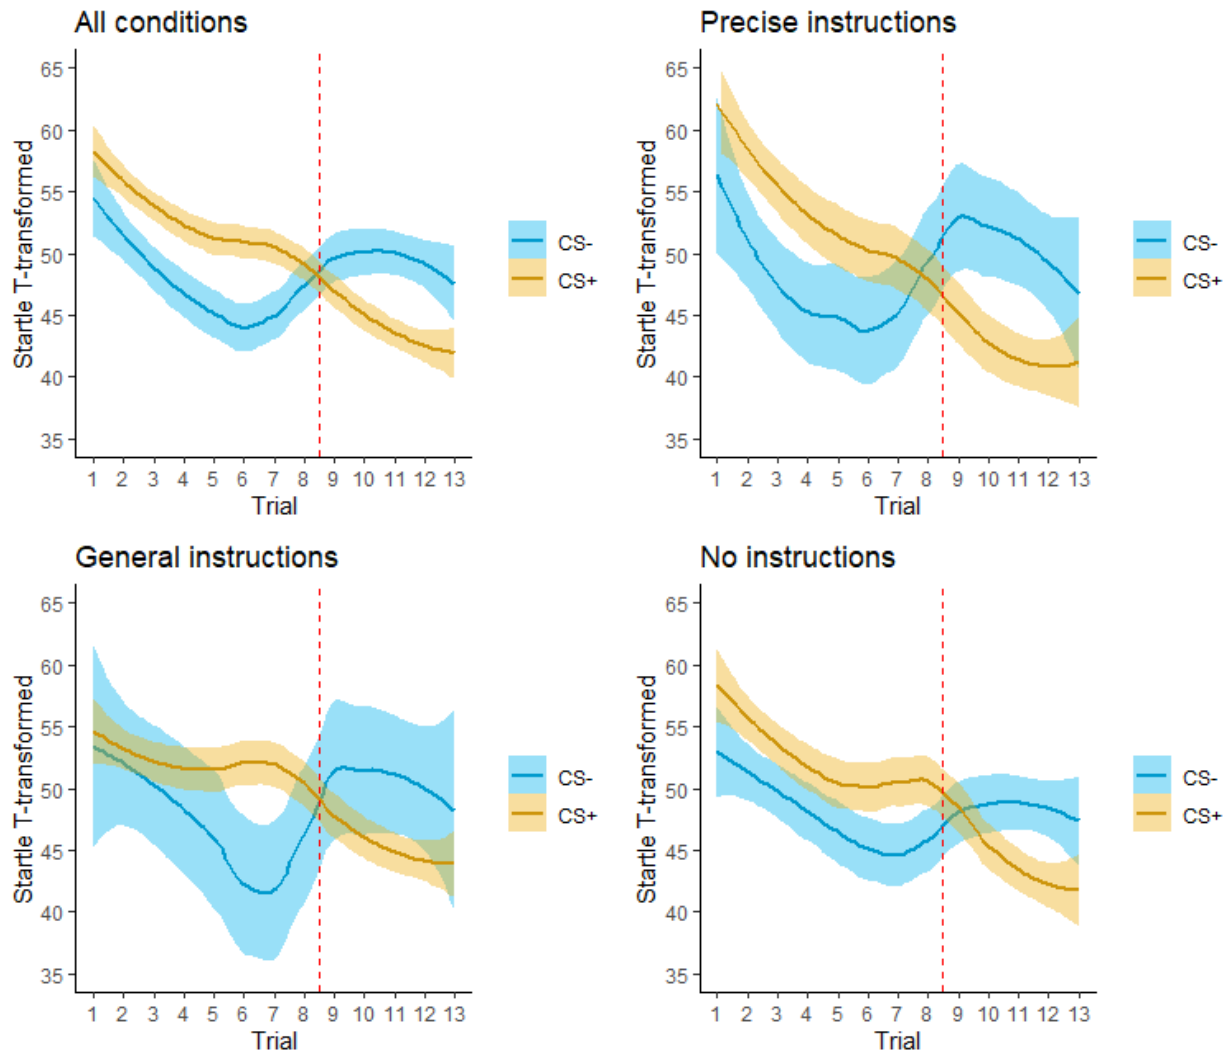 All conditions
Startle T-transformed
65
60
55
50
45
40
35
1 2 3 4 5 6 7 8 9 10 11 12 13
Trial
CS-
CS+
Precise instructions
Startle T-transformed
65
60
55
50
45
40
35
1 2 3 4 5 6 7 8 9 10 11 12 13
Trial
CS-
CS+
General instructions
Startle T-transformed
65
60
55
50
45
40
35
1 2 3 4 5 6 7 8 9 10 11 12 13
Trial
CS-
CS+
No instructions
Startle T-transformed
65
60
55
50
45
40
35
1 2 3 4 5 6 7 8 9 10 11 12 13
Trial
CS-
CS+